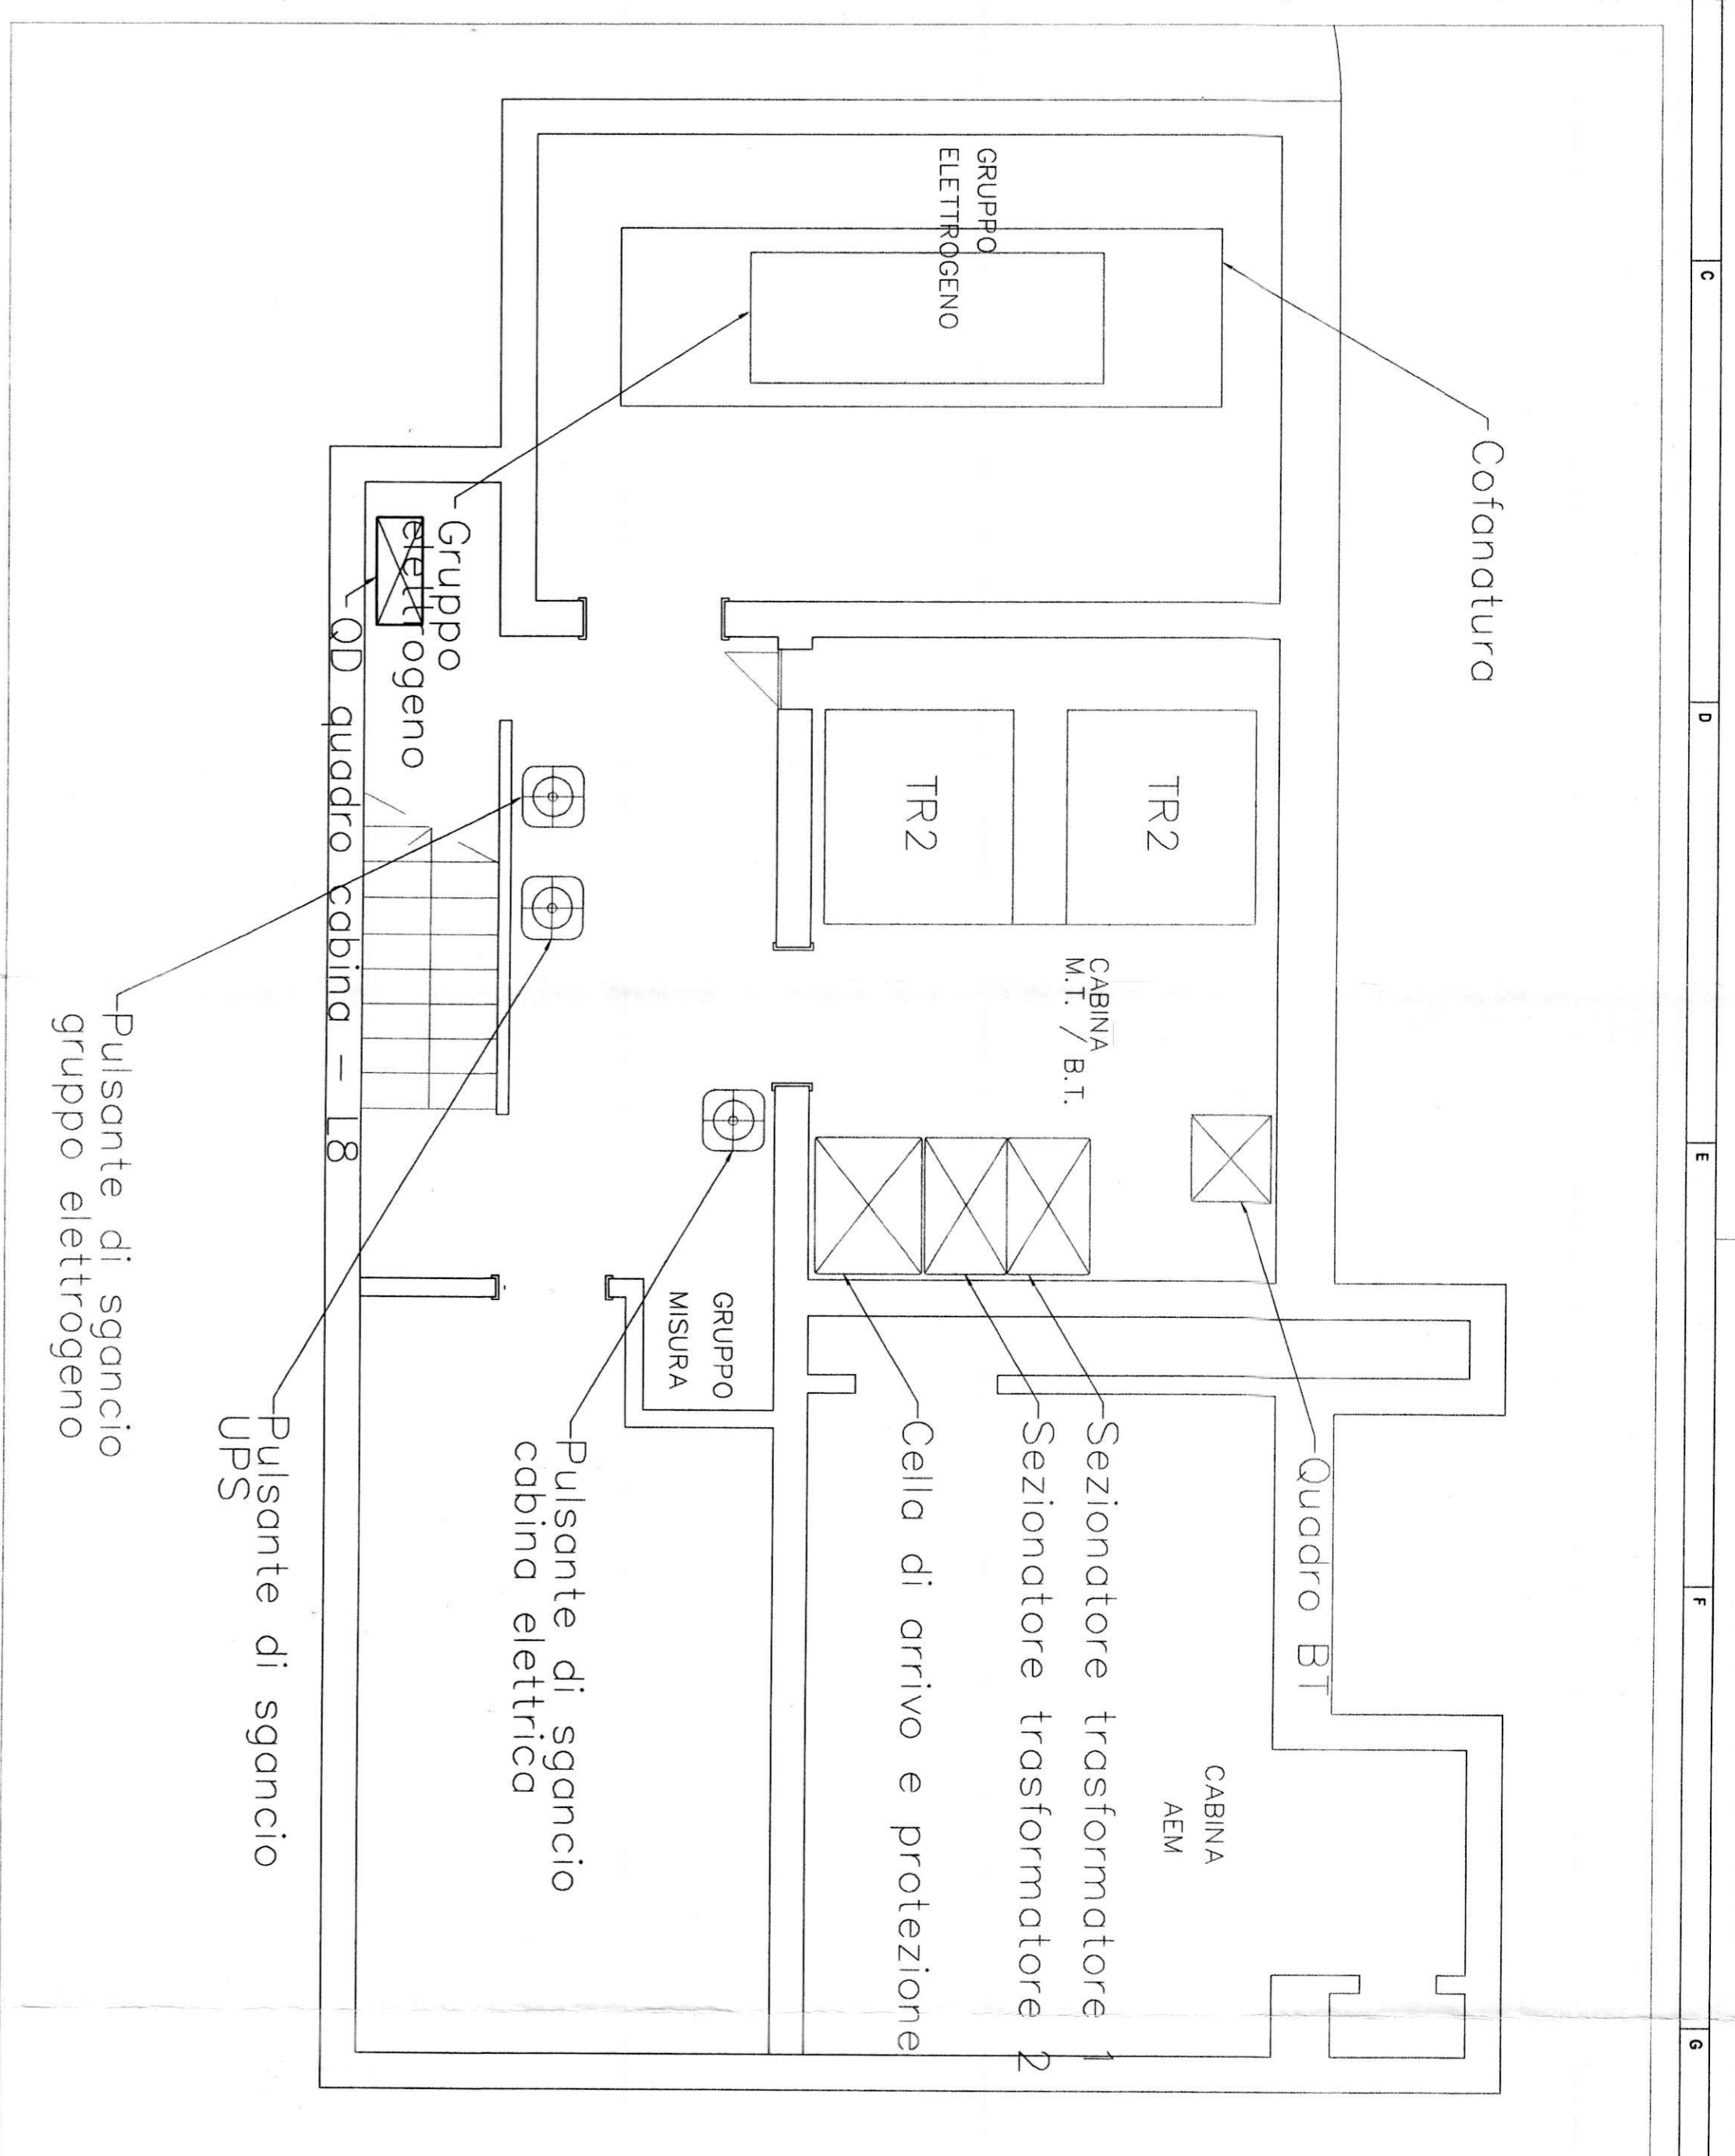 C
D
E
F
G
Cofanatura
GRUPPO
ELETTROGENO
TR2
TR2
CABINA
M.T. / B.T.
Quadro BT
CABINA
AEM
Sezionatore trasformatore 1
Sezionatore trasformatore 2
Cella di arrivo e protezione
GRUPPO
MISURA
Pulsante di sgancio
cabina elettrica
Gruppo
elettrogeno
QD quadro cabina - L8
Pulsante di sgancio
UPS
Pulsante di sgancio
gruppo elettrogeno